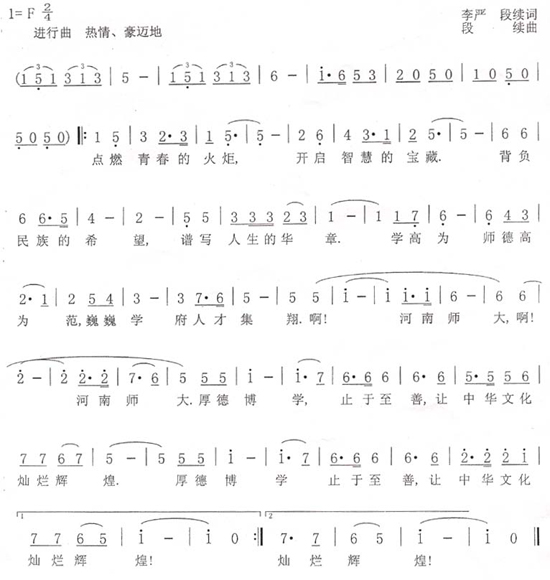 1=F 2/4
李严 段续词
进行曲 热情、豪迈地
段 续曲
(1 5 1 3 1 3 | 5 - | 1 5 1 3 1 3 | 6 - | i·6 5 3 | 2 0 5 0 | 1 0 5 0 |
5 0 5 0) ‖: 1 5 | 3 2·3 | 1 5 | 5 - | 2 6 | 4 3·1 | 2 5 | 5 - | 6 6 |
点燃 青春的 火炬, 开启 智慧的 宝藏. 背负
6 6·5 | 4 - | 2 - | 5 5 | 3 3 3 2 3 | 1 - | 1 - | 1 1 7 | 6 - | 6 4 3 |
民族的 希 望, 谱写 人生的华 章. 学高 为 师德高
2·1 | 2 5 4 | 3 - | 3 7·6 | 5 5 | i - | i - | i i·i | 6 - | 6 6 |
为 范,巍巍 学 府人才 集 翔.啊! 河南师 大,啊!
2 - | 2 2·2 | 7·6 | 5 5 5 | i - | i·7 | 6·6 6 | 6·6 6 | 5·5 5 6 |
河南师 大.厚德 博 学, 止于至 善,让 中华文化
7 7 6 7 | 5 - | 5 - | 5 5 5 | i - | i·7 | 6·6 6 | 6·6 6 | 2·2 2 i |
灿烂辉 煌. 厚德 博 学 止于至 善,让 中华文化
1 2
7 7 6 5 | i - | i 0 :‖ 7·7 6 5 | i - | i 0 ‖
灿烂辉 煌! 灿烂辉 煌!